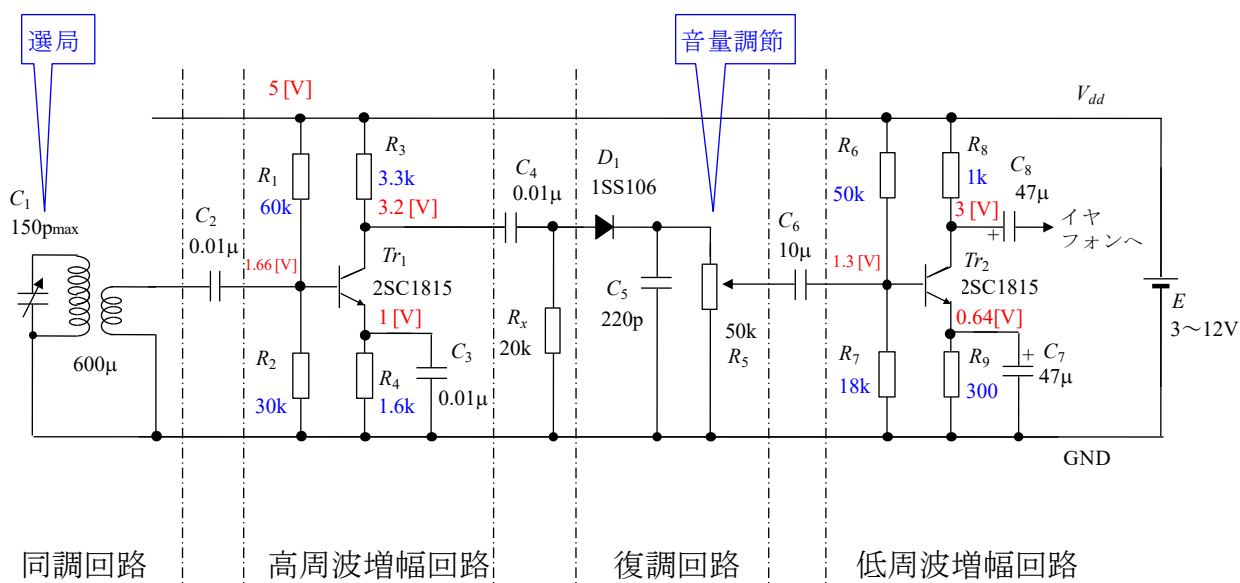 選局
音量調節
5 [V]
V_dd
C₁
150pmax
600μ
C₂
0.01μ
R₁
60k
R₃
3.3k
3.2 [V]
1.66 [V]
Tr₁
2SC1815
1 [V]
R₂
30k
R₄
1.6k
C₃
0.01μ
C₄
0.01μ
Rₓ
20k
D₁
1SS106
C₅
220p
50k
R₅
C₆
10μ
R₆
50k
1.3 [V]
R₇
18k
R₈
1k
3 [V]
C₈
47μ
+
イヤ
フォンへ
Tr₂
2SC1815
0.64[V]
R₉
300
+
C₇
47μ
E
3～12V
GND
同調回路
高周波増幅回路
復調回路
低周波増幅回路